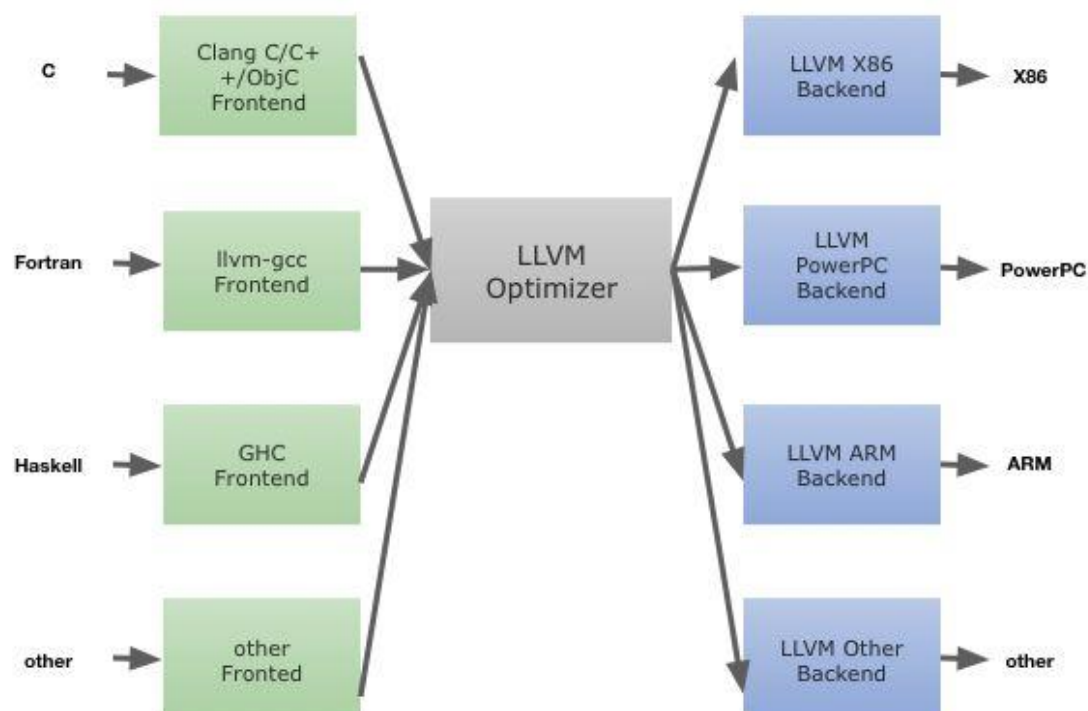 C
Clang C/C+
+/ObjC
Frontend
LLVM X86
Backend
X86
Fortran
llvm-gcc
Frontend
LLVM
Optimizer
LLVM
PowerPC
Backend
PowerPC
Haskell
GHC
Frontend
LLVM ARM
Backend
ARM
other
other
Fronted
LLVM Other
Backend
other